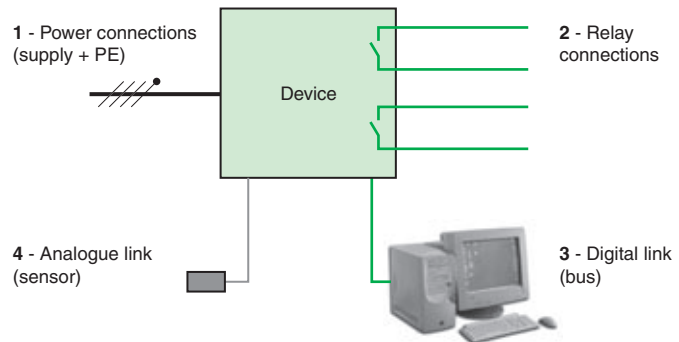 1 - Power connections
(supply + PE)
Device
2 - Relay
connections
4 - Analogue link
(sensor)
3 - Digital link
(bus)